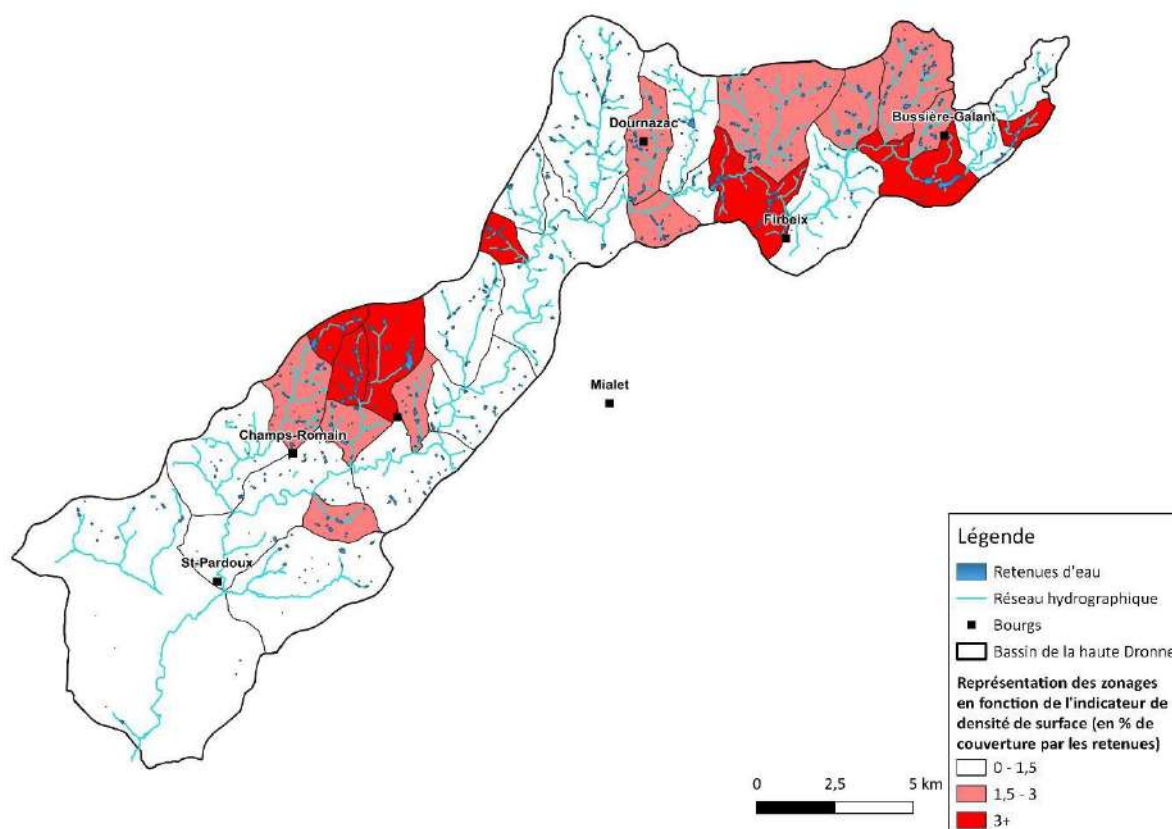 Dournazac
Bussière-Galant
Firbeix
Mialet
Champs-Romain
St-Pardoux
Légende
Retenues d'eau
Réseau hydrographique
Bourgs
Bassin de la haute Dronne
Représentation des zonages
en fonction de l'indicateur de
densité de surface (en % de
couverture par les retenues)
0 - 1,5
1,5 - 3
3+
0 2,5 5 km